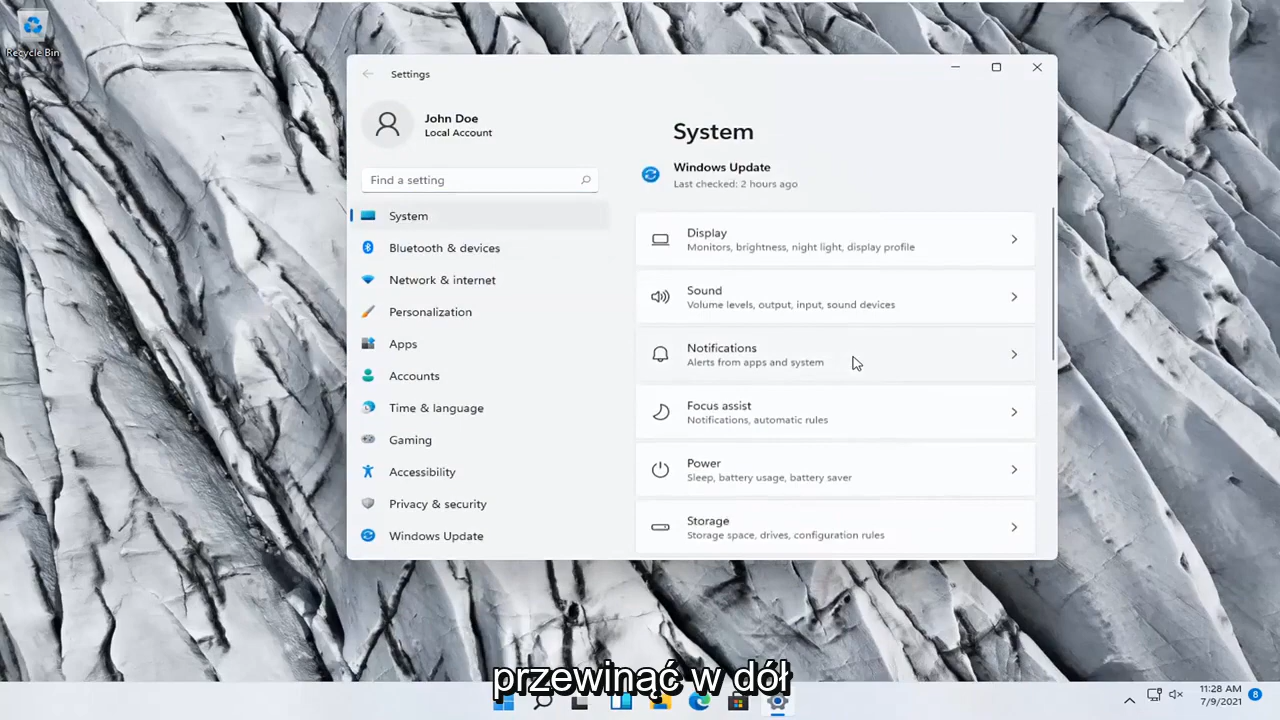 Recycle Bin
Settings
John Doe
Local Account
Find a setting
System
Bluetooth & devices
Network & internet
Personalization
Apps
Accounts
Time & language
Gaming
Accessibility
Privacy & security
Windows Update
System
Windows Update
Last checked: 2 hours ago
Display
Monitors, brightness, night light, display profile
Sound
Volume levels, output, input, sound devices
Notifications
Alerts from apps and system
Focus assist
Notifications, automatic rules
Power
Sleep, battery usage, battery saver
Storage
Storage space, drives, configuration rules
przewinąć w dół
11:28 AM
7/9/2021
8